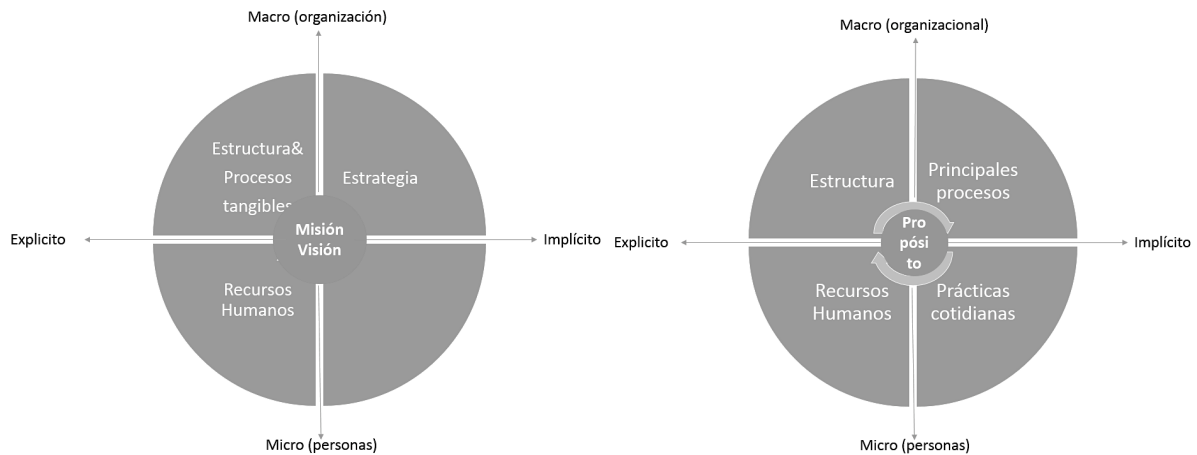 Macro (organización)
Estructura&
Procesos
tangibles
Estrategia
Explicito
Misión
Visión
Implícito
Recursos
Humanos
Micro (personas)
Macro (organizacional)
Estructura
Principales
procesos
Explicito
Pro
pósi
to
Implícito
Recursos
Humanos
Prácticas
cotidianas
Micro (personas)